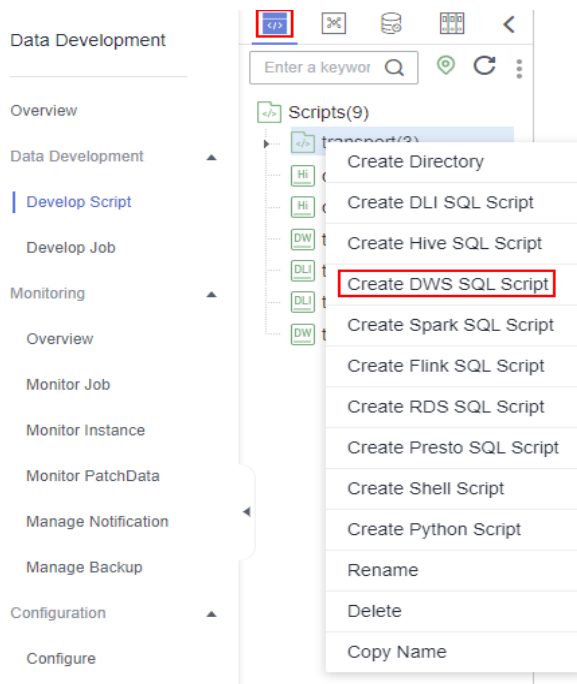 Data Development
Overview
Data Development
Develop Script
Develop Job
Monitoring
Overview
Monitor Job
Monitor Instance
Monitor PatchData
Manage Notification
Manage Backup
Configuration
Configure
</>
Enter a keywor
</> Scripts(9)
</> transport(3)
Hi
Hi
DW t
DLI t
DLI t
DW t
Create Directory
Create DLI SQL Script
Create Hive SQL Script
Create DWS SQL Script
Create Spark SQL Script
Create Flink SQL Script
Create RDS SQL Script
Create Presto SQL Script
Create Shell Script
Create Python Script
Rename
Delete
Copy Name